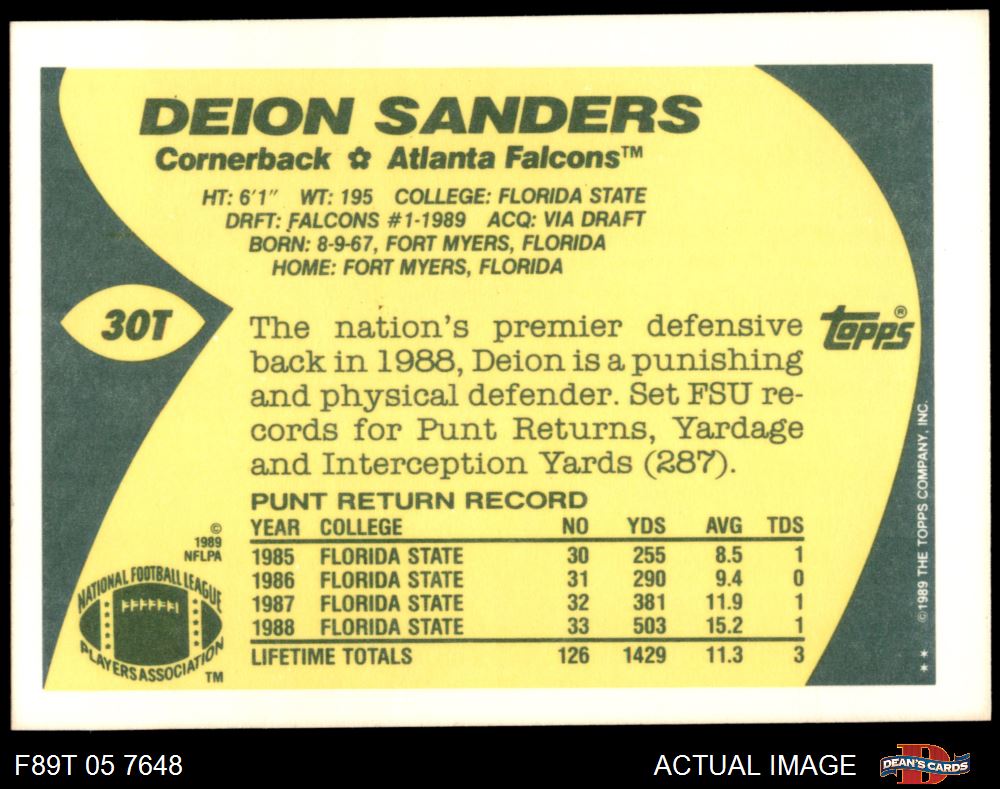 DEION SANDERS
Cornerback ✿ Atlanta Falcons™
HT: 6'1" WT: 195 COLLEGE: FLORIDA STATE
DRFT: FALCONS #1-1989 ACQ: VIA DRAFT
BORN: 8-9-67, FORT MYERS, FLORIDA
HOME: FORT MYERS, FLORIDA
30T
The nation's premier defensive
back in 1988, Deion is a punishing
and physical defender. Set FSU re-
cords for Punt Returns, Yardage
and Interception Yards (287).
topps®
PUNT RETURN RECORD
YEAR COLLEGE NO YDS AVG TDS
1985 FLORIDA STATE 30 255 8.5 1
1986 FLORIDA STATE 31 290 9.4 0
1987 FLORIDA STATE 32 381 11.9 1
1988 FLORIDA STATE 33 503 15.2 1
LIFETIME TOTALS 126 1429 11.3 3
©
1989
NFLPA
NATIONAL FOOTBALL LEAGUE
PLAYERS ASSOCIATION
TM
** ©1989 THE TOPPS COMPANY, INC.
F89T 05 7648
ACTUAL IMAGE
DEAN'S CARDS